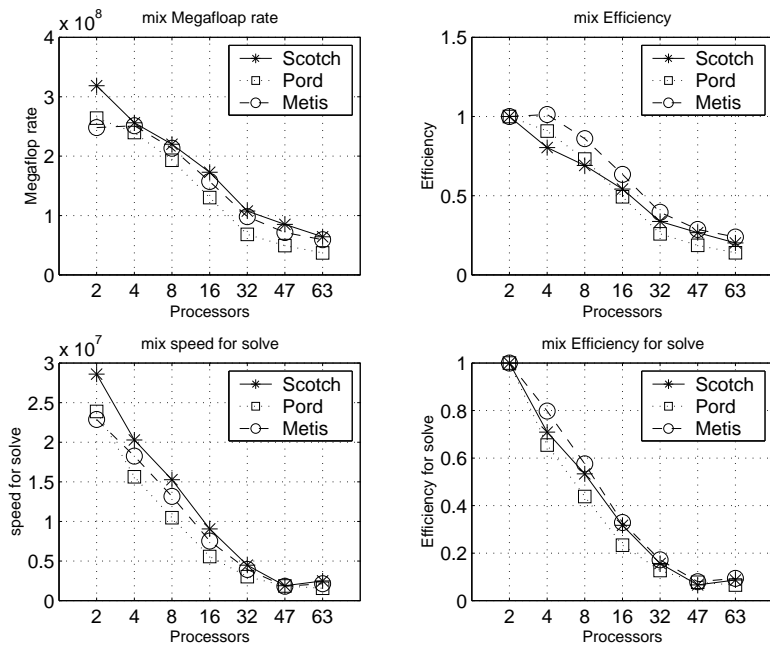 mix Megafloap rate
x 10^8
4
3
2
1
0
Megaflop rate
Scotch
Pord
Metis
2 4 8 16 32 47 63
Processors
mix Efficiency
1.5
1
0.5
0
Efficiency
Scotch
Pord
Metis
2 4 8 16 32 47 63
Processors
mix speed for solve
x 10^7
3
2.5
2
1.5
1
0.5
0
speed for solve
Scotch
Pord
Metis
2 4 8 16 32 47 63
Processors
mix Efficiency for solve
1
0.8
0.6
0.4
0.2
0
Efficiency for solve
Scotch
Pord
Metis
2 4 8 16 32 47 63
Processors